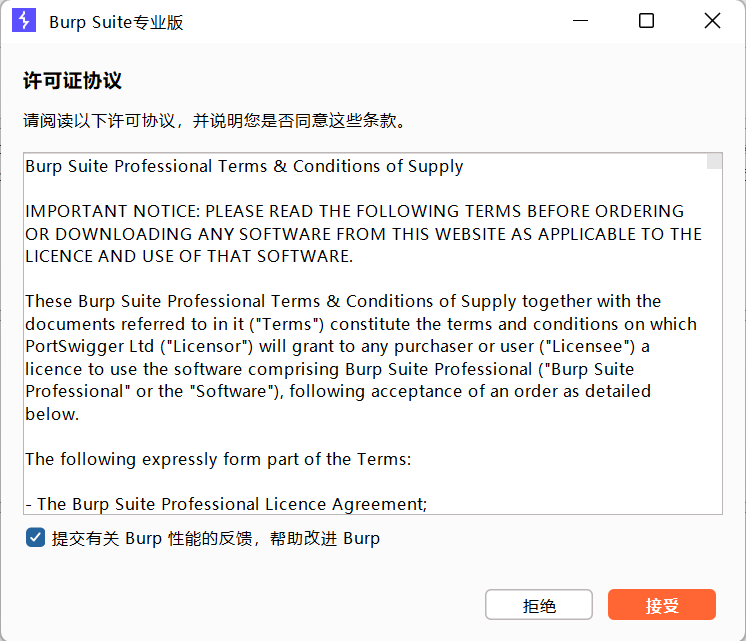 Burp Suite专业版
许可证协议
请阅读以下许可协议，并说明您是否同意这些条款。
Burp Suite Professional Terms & Conditions of Supply
IMPORTANT NOTICE: PLEASE READ THE FOLLOWING TERMS BEFORE ORDERING
OR DOWNLOADING ANY SOFTWARE FROM THIS WEBSITE AS APPLICABLE TO THE
LICENCE AND USE OF THAT SOFTWARE.
These Burp Suite Professional Terms & Conditions of Supply together with the
documents referred to in it ("Terms") constitute the terms and conditions on which
PortSwigger Ltd ("Licensor") will grant to any purchaser or user ("Licensee") a
licence to use the software comprising Burp Suite Professional ("Burp Suite
Professional" or the "Software"), following acceptance of an order as detailed
below.
The following expressly form part of the Terms:
- The Burp Suite Professional Licence Agreement;
提交有关 Burp 性能的反馈，帮助改进 Burp
拒绝
接受